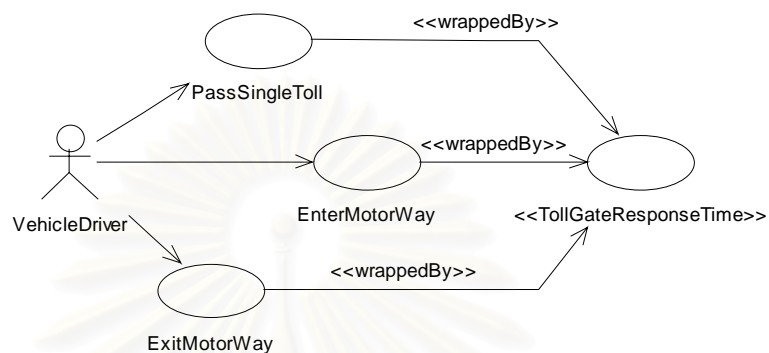 <<wrappedBy>>
PassSingleToll
<<wrappedBy>>
VehicleDriver
EnterMotorWay
<<TollGateResponseTime>>
<<wrappedBy>>
ExitMotorWay